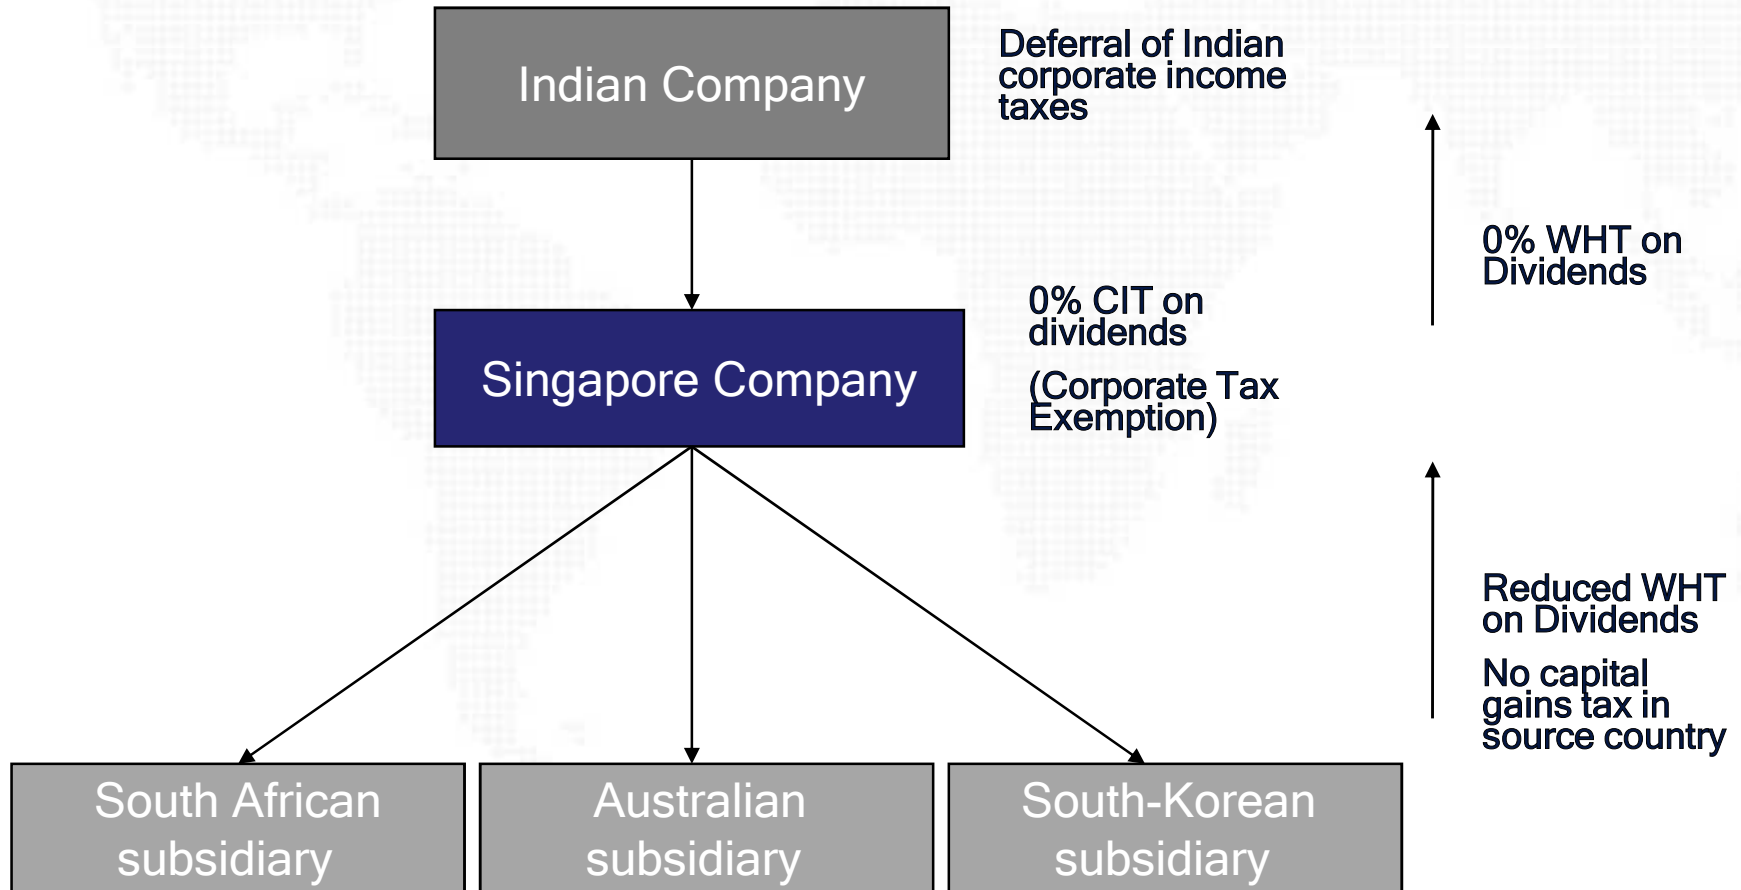 Indian Company
Deferral of Indian
corporate income
taxes
0% WHT on
Dividends
0% CIT on
dividends
(Corporate Tax
Exemption)
Singapore Company
Reduced WHT
on Dividends
No capital
gains tax in
source country
South African
subsidiary
Australian
subsidiary
South-Korean
subsidiary